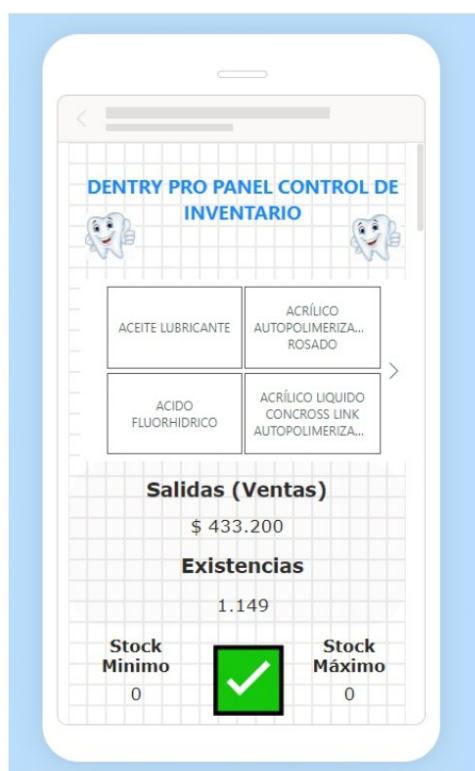 DENTRY PRO PANEL CONTROL DE
INVENTARIO
ACEITE LUBRICANTE
ACRÍLICO
AUTOPOLIMERIZA...
ROSADO
ACIDO
FLUORHIDRICO
ACRÍLICO LIQUIDO
CONCROSS LINK
AUTOPOLIMERIZA...
Salidas (Ventas)
$ 433.200
Existencias
1.149
Stock
Minimo
0
Stock
Máximo
0